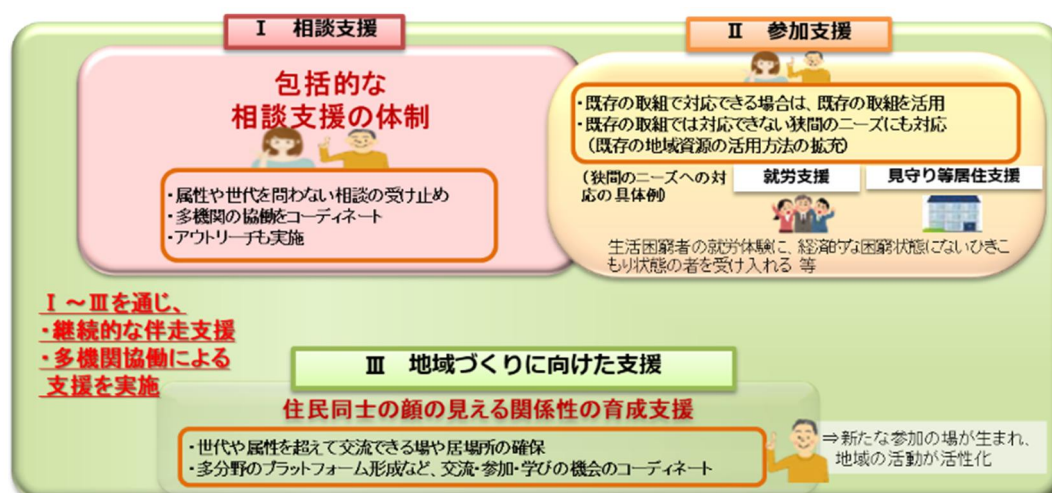 Ⅰ 相談支援
包括的な
相談支援の体制
・属性や世代を問わない相談の受け止め
・多機関の協働をコーディネート
・アウトリーチも実施
Ⅱ 参加支援
・既存の取組で対応できる場合は、既存の取組を活用
・既存の取組では対応できない狭間のニーズにも対応
（既存の地域資源の活用方法の拡充）
（狭間のニーズへの対
応の具体例）
就労支援
見守り等居住支援
生活困窮者の就労体験に、経済的な困窮状態にないひきこ
もり状態の者を受け入れる 等
Ⅰ～Ⅲを通じ、
・継続的な伴走支援
・多機関協働による
支援を実施
Ⅲ 地域づくりに向けた支援
住民同士の顔の見える関係性の育成支援
・世代や属性を超えて交流できる場や居場所の確保
・多分野のプラットフォーム形成など、交流・参加・学びの機会のコーディネート
⇒新たな参加の場が生まれ、
地域の活動が活性化